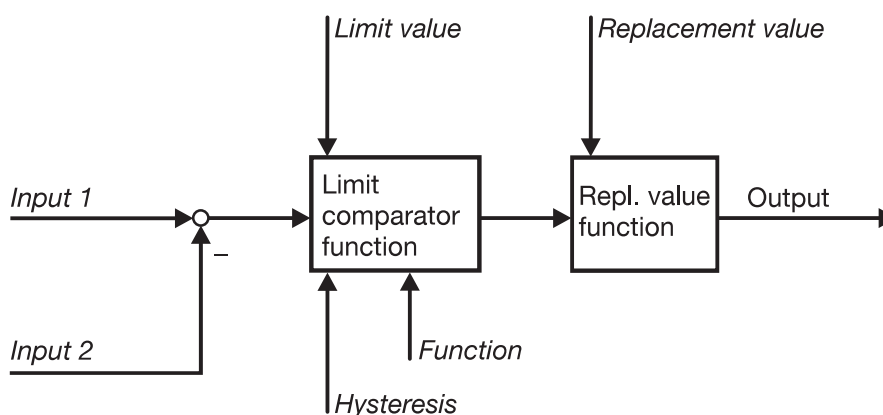 Limit value
Replacement value
Input 1
Limit
comparator
function
Repl. value
function
Output
–
Input 2
Function
Hysteresis